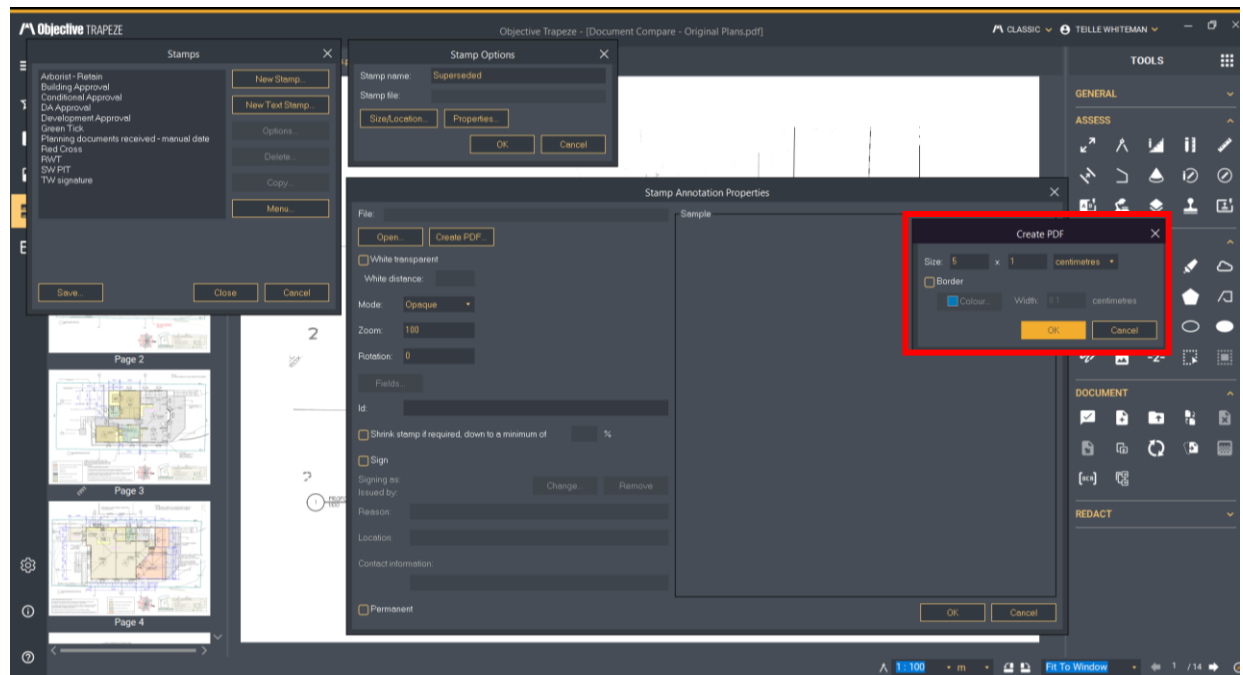 Objective TRAPEZE
Objective Trapeze - [Document Compare - Original Plans.pdf]
CLASSIC
TEILLE WHITEMAN
Stamps
Arborist - Retain
Building Approval
Conditional Approval
DA Approval
Development Approval
Green Tick
Planning documents received - manual date
Red Cross
RWT
SW PIT
TW signature
New Stamp...
New Text Stamp...
Options...
Delete...
Copy...
Menu...
Save...
Close
Cancel
Stamp Options
Stamp name: Superseded
Stamp file:
Size/Location...
Properties...
OK
Cancel
Stamp Annotation Properties
File:
Open...
Create PDF...
White transparent
White distance:
Mode: Opaque
Zoom: 100
Rotation: 0
Fields...
Id:
Shrink stamp if required, down to a minimum of %
Sign
Signing as:
Issued by:
Change...
Remove
Reason:
Location:
Contact information:
Permanent
Sample
OK
Cancel
Create PDF
Size: 5 x 1 centimetres
Border
Colour...
Width: 0.1 centimetres
OK
Cancel
TOOLS
GENERAL
ASSESS
DOCUMENT
REDACT
Page 2
Page 3
Page 4
2
1 : 100
m
Fit To Window
1 / 14